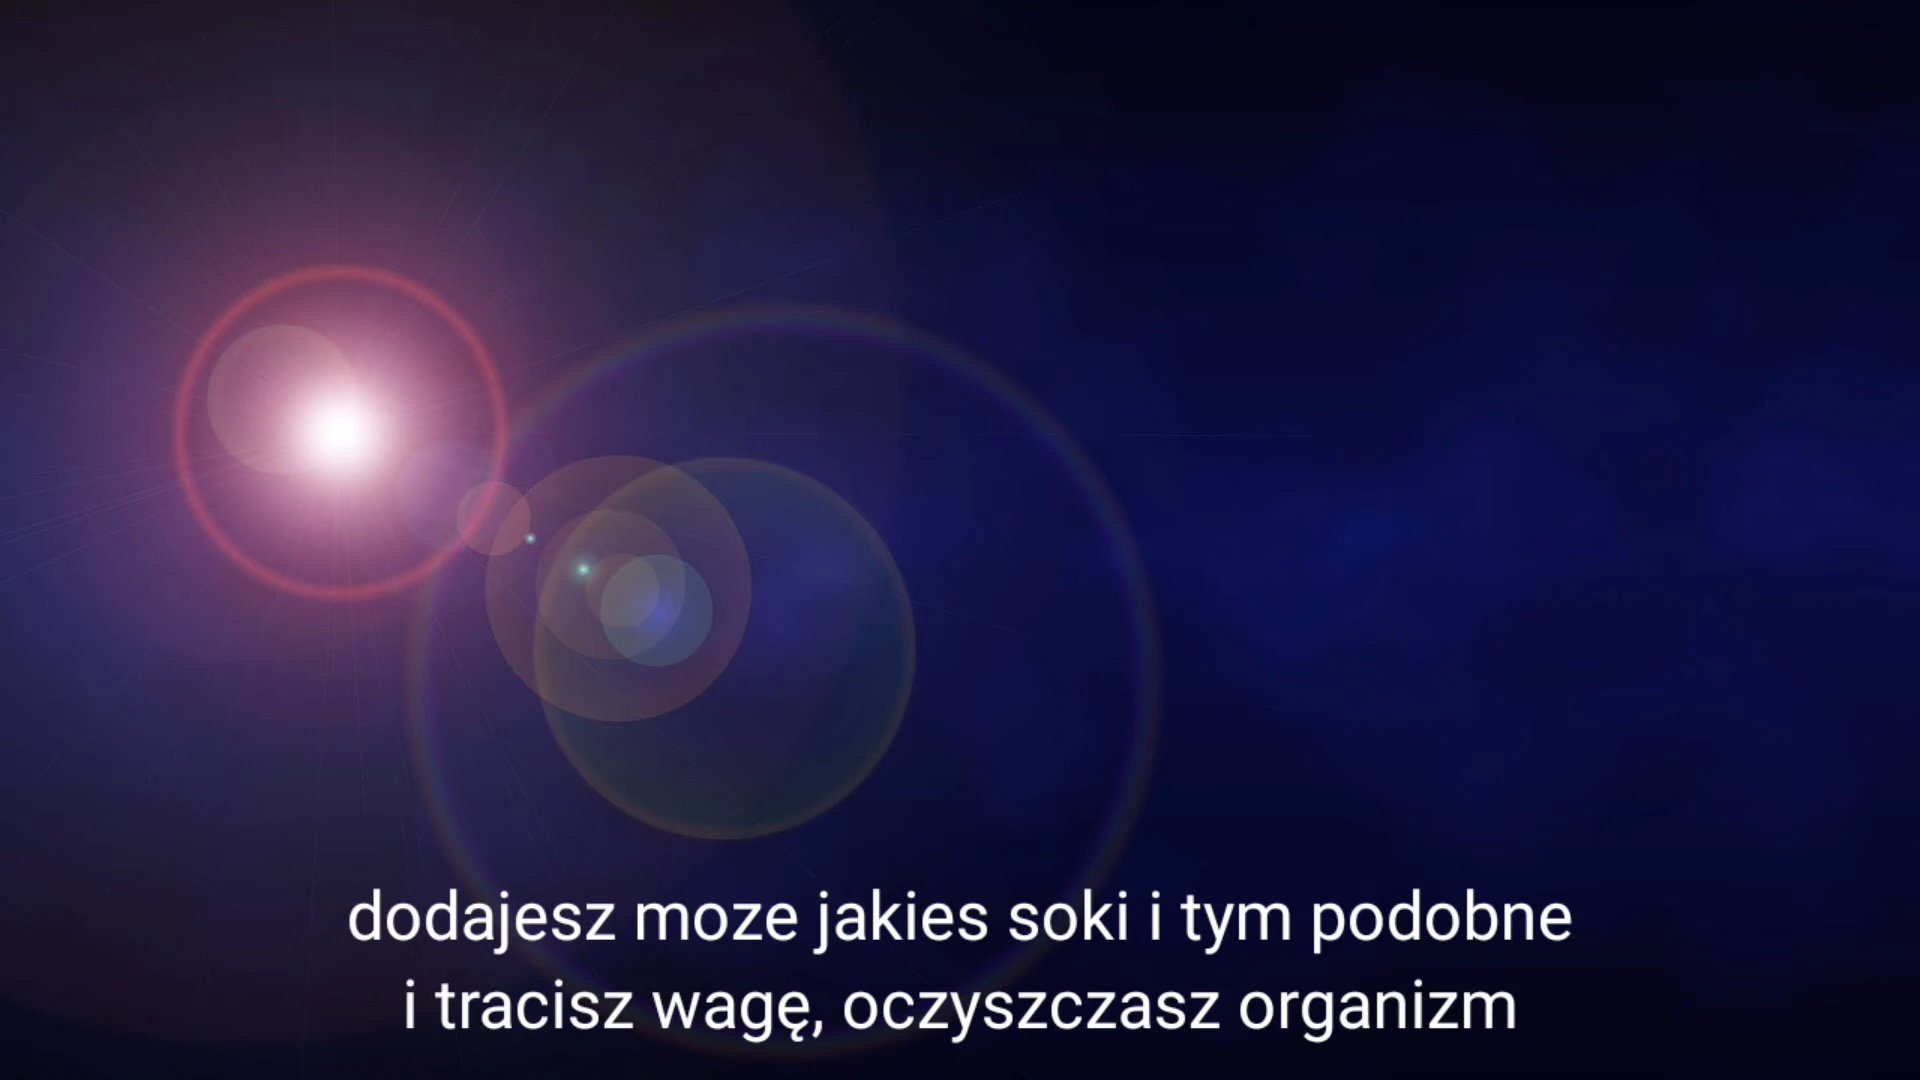 dodajesz moze jakies soki i tym podobne
i tracisz wagę, oczyszczasz organizm